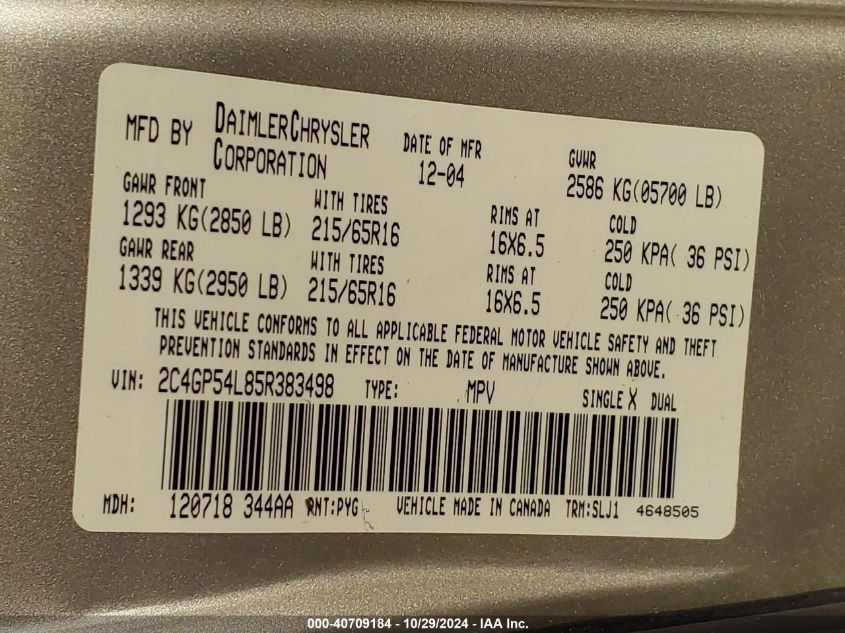 MFD BY DAIMLERCHRYSLER CORPORATION DATE OF MFR 12-04 GVWR 2586 KG(05700 LB)
GAWR FRONT WITH TIRES RIMS AT COLD
1293 KG(2850 LB) 215/65R16 16X6.5 250 KPA( 36 PSI)
GAWR REAR WITH TIRES RIMS AT COLD
1339 KG(2950 LB) 215/65R16 16X6.5 250 KPA( 36 PSI)
THIS VEHICLE CONFORMS TO ALL APPLICABLE FEDERAL MOTOR VEHICLE SAFETY AND THEFT
PREVENTION STANDARDS IN EFFECT ON THE DATE OF MANUFACTURE SHOWN ABOVE.
VIN: 2C4GP54L85R383498 TYPE: MPV SINGLE X DUAL
MDH: 120718 344AA PNT:PYG VEHICLE MADE IN CANADA TRM:SLJ1 4648505
000-40709184 - 10/29/2024 - IAA Inc.